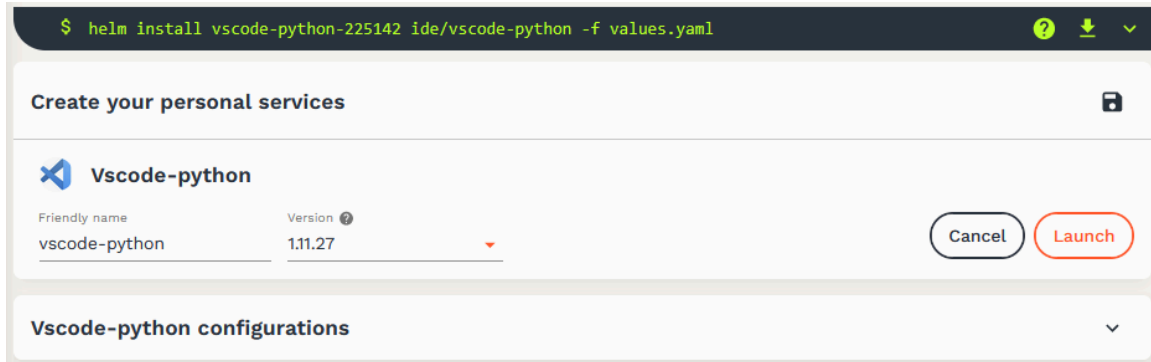 $ helm install vscode-python-225142 ide/vscode-python -f values.yaml
Create your personal services
Vscode-python
Friendly name
Version
vscode-python
1.11.27
Cancel
Launch
Vscode-python configurations